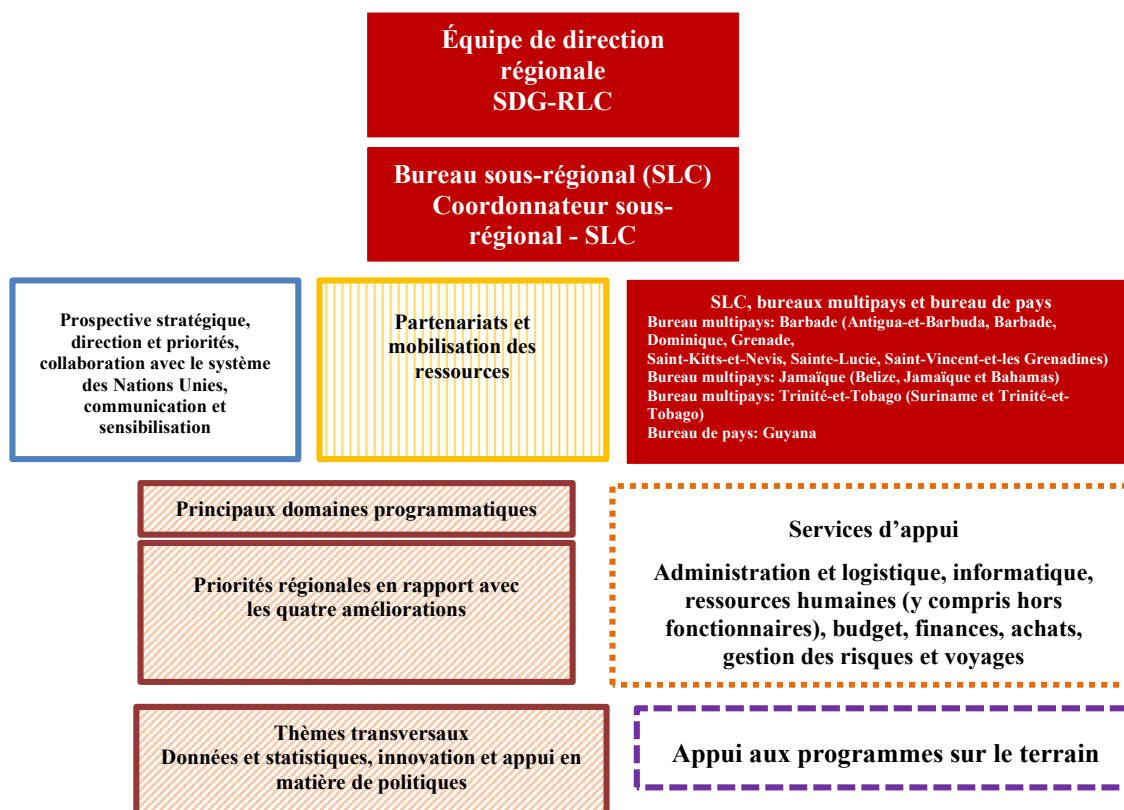 Équipe de direction
régionale
SDG-RLC
Bureau sous-régional (SLC)
Coordonnateur sous-
régional - SLC
Prospective stratégique,
direction et priorités,
collaboration avec le système
des Nations Unies,
communication et
sensibilisation
Partenariats et
mobilisation des
ressources
SLC, bureaux multipays et bureau de pays
Bureau multipays: Barbade (Antigua-et-Barbuda, Barbade,
Dominique, Grenade,
Saint-Kitts-et-Nevis, Sainte-Lucie, Saint-Vincent-et-les Grenadines)
Bureau multipays: Jamaïque (Belize, Jamaïque et Bahamas)
Bureau multipays: Trinité-et-Tobago (Suriname et Trinité-et-
Tobago)
Bureau de pays: Guyana
Principaux domaines programmatiques
Priorités régionales en rapport avec
les quatre améliorations
Services d’appui
Administration et logistique, informatique,
ressources humaines (y compris hors
fonctionnaires), budget, finances, achats,
gestion des risques et voyages
Thèmes transversaux
Données et statistiques, innovation et appui en
matière de politiques
Appui aux programmes sur le terrain